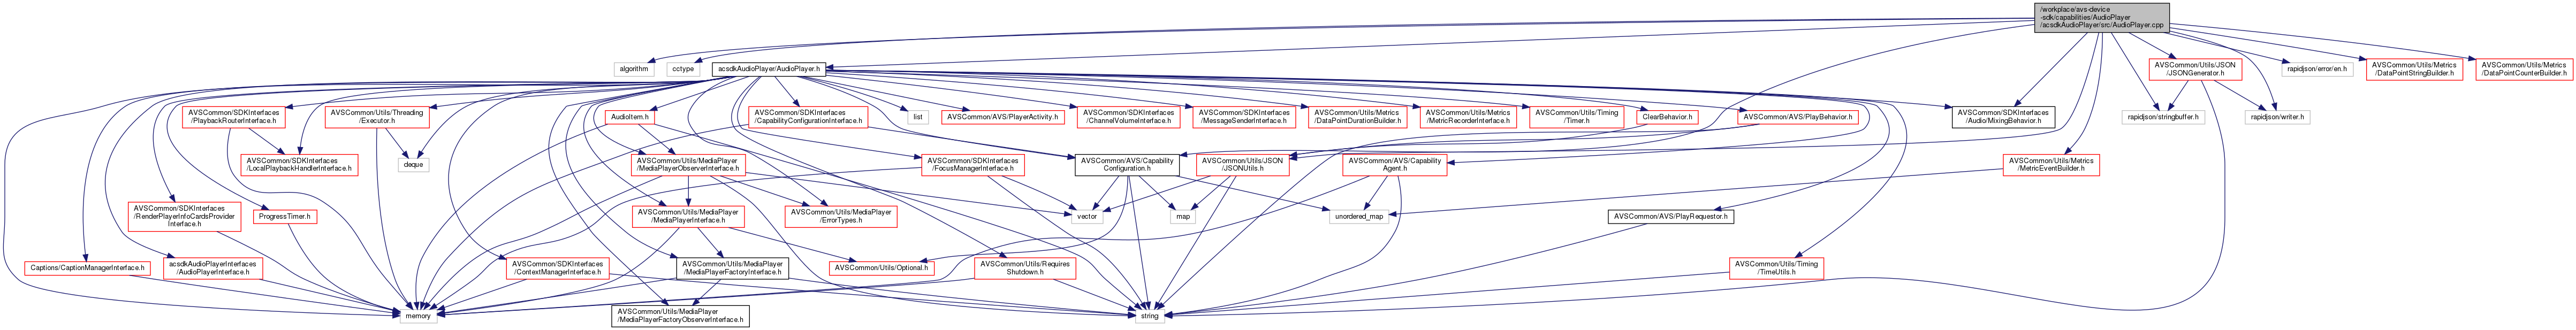 /workplace/avs-device
-sdk/capabilities/AudioPlayer
/acsdkAudioPlayer/src/AudioPlayer.cpp
algorithm
cctype
acsdkAudioPlayer/AudioPlayer.h
AVSCommon/Utils/JSON
/JSONGenerator.h
rapidjson/error/en.h
AVSCommon/Utils/Metrics
/DataPointStringBuilder.h
AVSCommon/Utils/Metrics
/DataPointCounterBuilder.h
AVSCommon/SDKInterfaces
/PlaybackRouterInterface.h
AVSCommon/Utils/Threading
/Executor.h
AudioItem.h
AVSCommon/SDKInterfaces
/CapabilityConfigurationInterface.h
list
AVSCommon/AVS/PlayerActivity.h
AVSCommon/SDKInterfaces
/ChannelVolumeInterface.h
AVSCommon/SDKInterfaces
/MessageSenderInterface.h
AVSCommon/Utils/Metrics
/DataPointDurationBuilder.h
AVSCommon/Utils/Metrics
/MetricRecorderInterface.h
AVSCommon/Utils/Timing
/Timer.h
ClearBehavior.h
AVSCommon/AVS/PlayBehavior.h
AVSCommon/SDKInterfaces
/Audio/MixingBehavior.h
rapidjson/stringbuffer.h
rapidjson/writer.h
AVSCommon/SDKInterfaces
/LocalPlaybackHandlerInterface.h
deque
AVSCommon/Utils/MediaPlayer
/MediaPlayerObserverInterface.h
AVSCommon/SDKInterfaces
/FocusManagerInterface.h
AVSCommon/AVS/Capability
Configuration.h
AVSCommon/Utils/JSON
/JSONUtils.h
AVSCommon/AVS/Capability
Agent.h
AVSCommon/Utils/Metrics
/MetricEventBuilder.h
AVSCommon/SDKInterfaces
/RenderPlayerInfoCardsProvider
Interface.h
ProgressTimer.h
AVSCommon/Utils/MediaPlayer
/MediaPlayerInterface.h
AVSCommon/Utils/MediaPlayer
/ErrorTypes.h
vector
map
unordered_map
AVSCommon/AVS/PlayRequestor.h
Captions/CaptionManagerInterface.h
acsdkAudioPlayerInterfaces
/AudioPlayerInterface.h
AVSCommon/SDKInterfaces
/ContextManagerInterface.h
AVSCommon/Utils/MediaPlayer
/MediaPlayerFactoryInterface.h
AVSCommon/Utils/Optional.h
AVSCommon/Utils/Requires
Shutdown.h
AVSCommon/Utils/Timing
/TimeUtils.h
memory
AVSCommon/Utils/MediaPlayer
/MediaPlayerFactoryObserverInterface.h
string